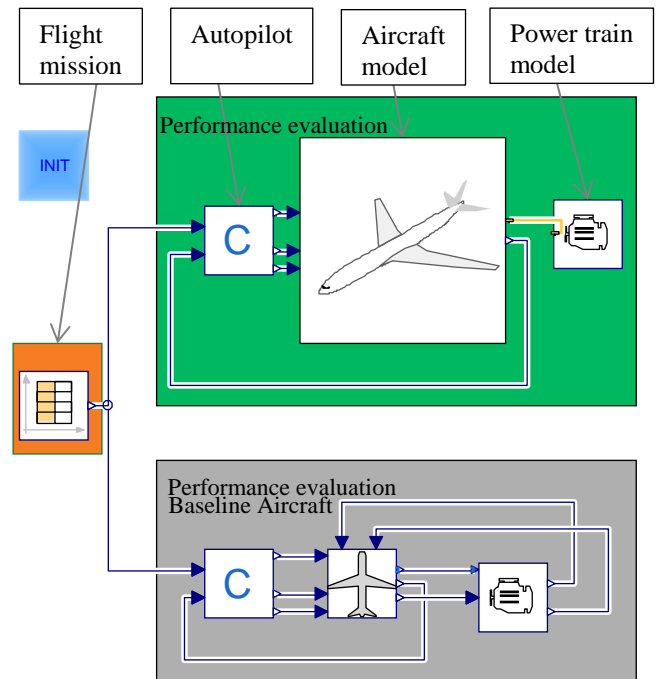 Flight
mission
Autopilot
Aircraft
model
Power train
model
Performance evaluation
INIT
C
Performance evaluation
Baseline Aircraft
C